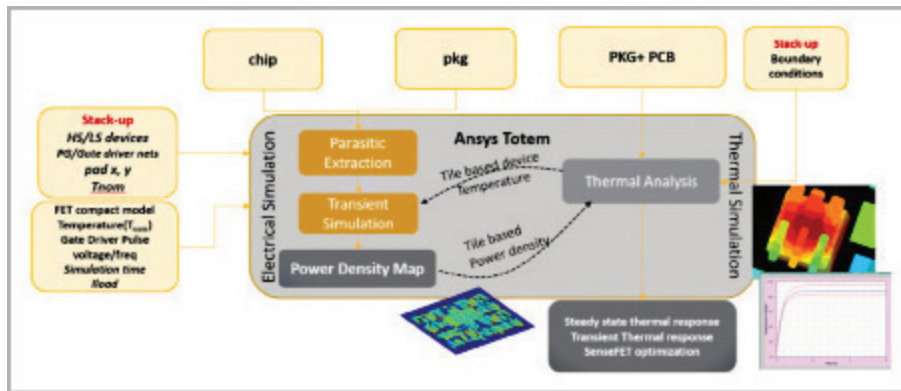 chip
pkg
PKG+ PCB
Stack-up
Boundary
conditions
Stack-up
HS/LS devices
PG/Gate driver nets
pad x, y
Tnom
FET compact model
Temperature(Tnom)
Gate Driver Pulse
voltage/freq
Simulation time
Iload
Electrical Simulation
Ansys Totem
Parasitic
Extraction
Transient
Simulation
Power Density Map
Tile based device
Temperature
Tile based
Power density
Thermal Analysis
Thermal Simulation
Steady state thermal response
Transient Thermal response
SenseFET optimization